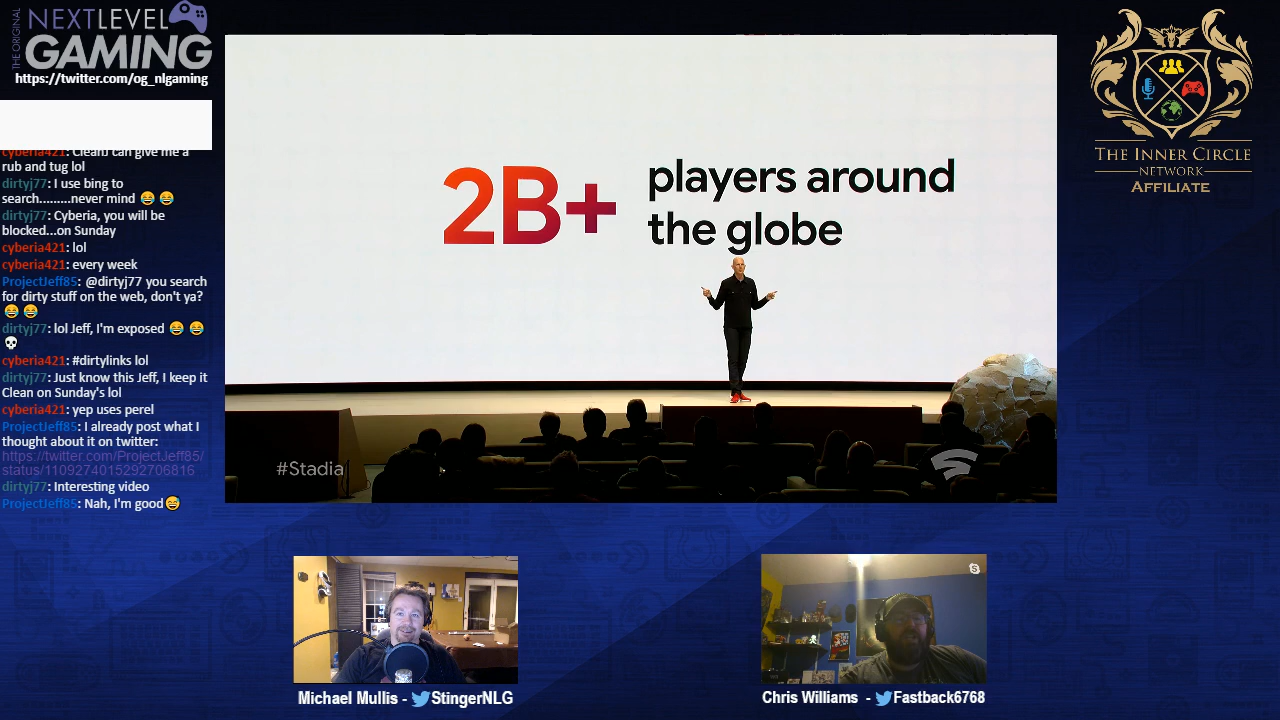 THE ORIGINAL
NEXTLEVEL
GAMING
https://twitter.com/og_nlgaming
cyberia421: CleanJ can give me a
rub and tug lol
dirtyj77: I use bing to
search.........never mind 😂 😂
dirtyj77: Cyberia, you will be
blocked...on Sunday
cyberia421: lol
cyberia421: every week
ProjectJeff85: @dirtyj77 you search
for dirty stuff on the web, don't ya?
😂 😂
dirtyj77: lol Jeff, I'm exposed 😂 😂
💀
cyberia421: #dirtylinks lol
dirtyj77: Just know this Jeff, I keep it
Clean on Sunday's lol
cyberia421: yep uses perel
ProjectJeff85: I already post what I
thought about it on twitter:
https://twitter.com/ProjectJeff85/
status/1109274015292706816
dirtyj77: Interesting video
ProjectJeff85: Nah, I'm good😅
2B+
players around
the globe
#Stadia
THE INNER CIRCLE
NETWORK
AFFILIATE
Michael Mullis - StingerNLG
Chris Williams - Fastback6768